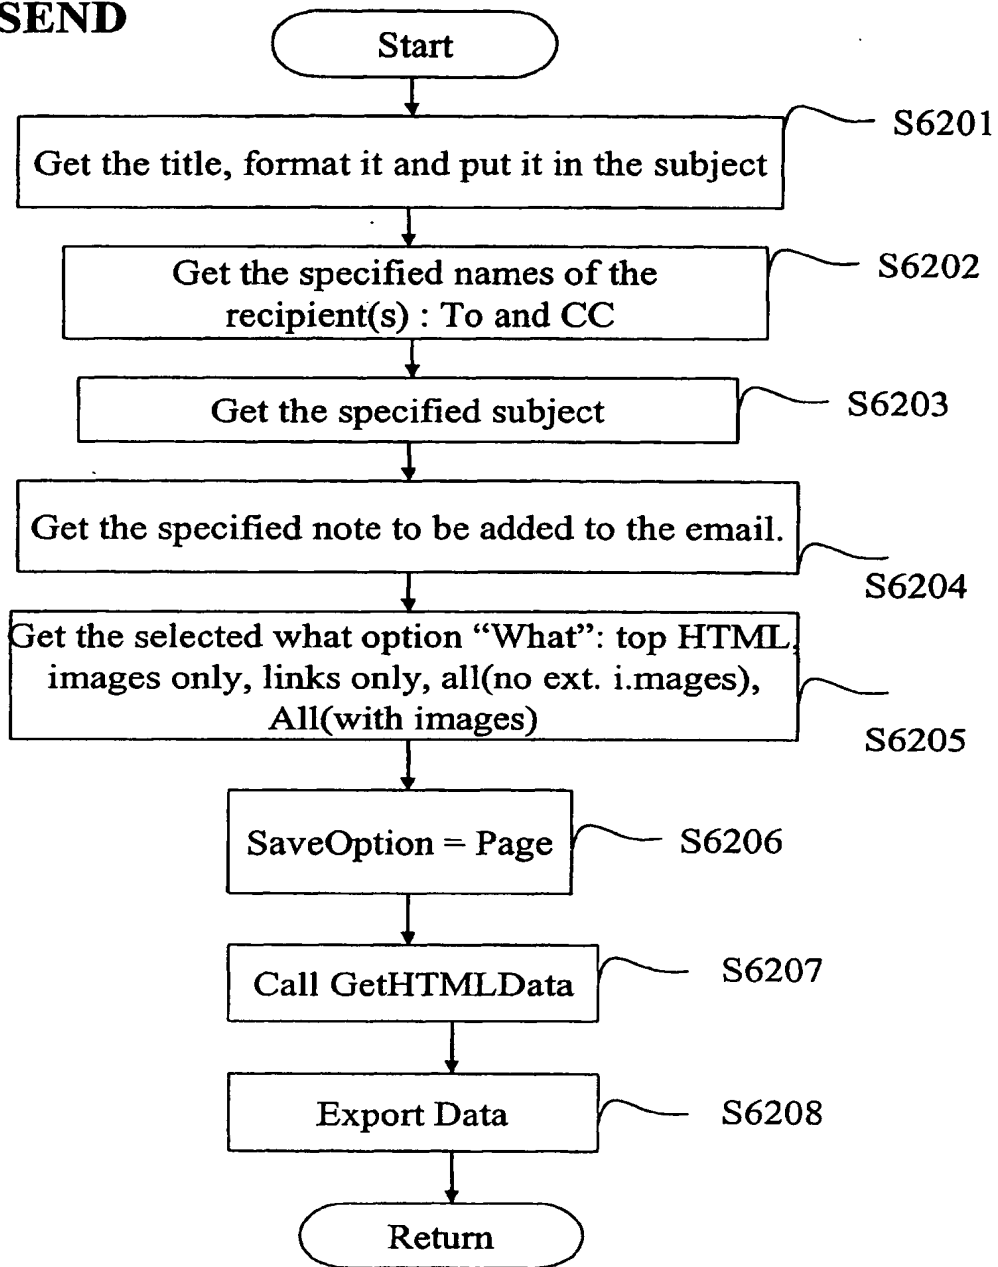 SEND
Start
S6201
Get the title, format it and put it in the subject
S6202
Get the specified names of the
recipient(s) : To and CC
S6203
Get the specified subject
Get the specified note to be added to the email.
S6204
Get the selected what option “What”: top HTML,
images only, links only, all(no ext. i.mages),
All(with images)
S6205
SaveOption = Page
S6206
Call GetHTMLData
S6207
Export Data
S6208
Return